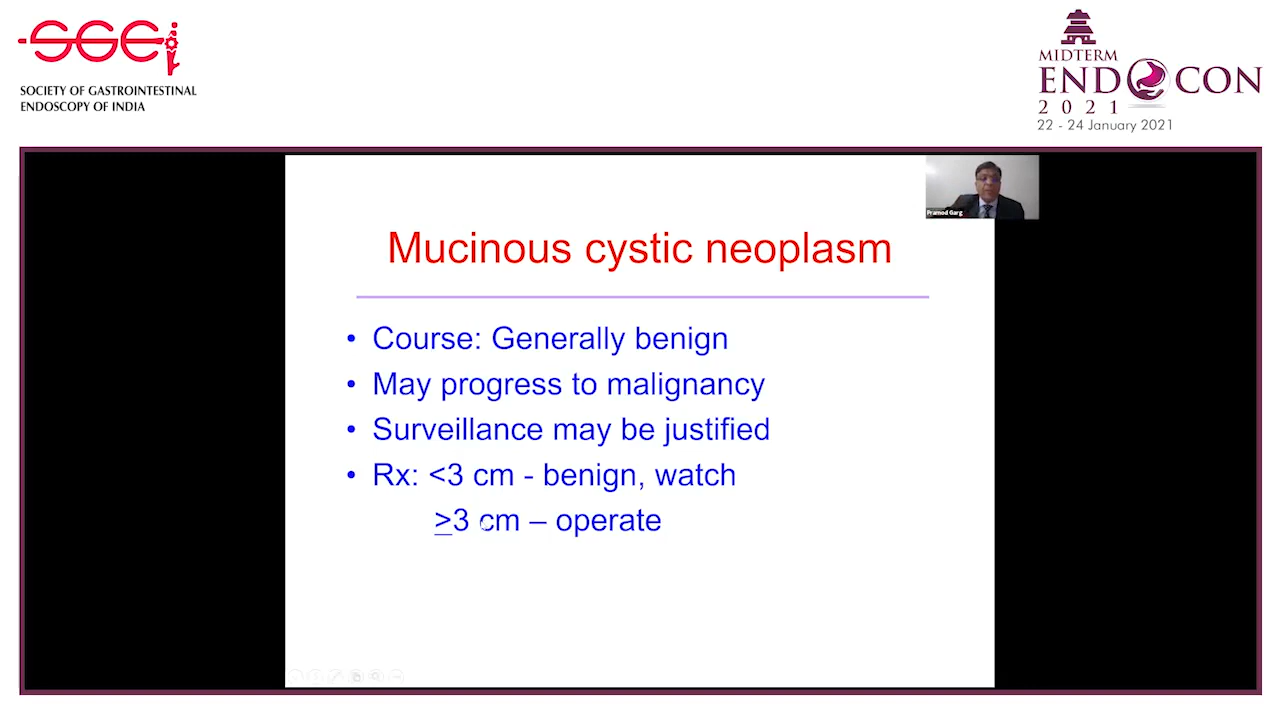 SGEi
SOCIETY OF GASTROINTESTINAL
ENDOSCOPY OF INDIA
MIDTERM
ENDOCON
2021
22 - 24 January 2021
Pramod Garg
Mucinous cystic neoplasm
• Course: Generally benign
• May progress to malignancy
• Surveillance may be justified
• Rx: <3 cm - benign, watch
≥3 cm – operate